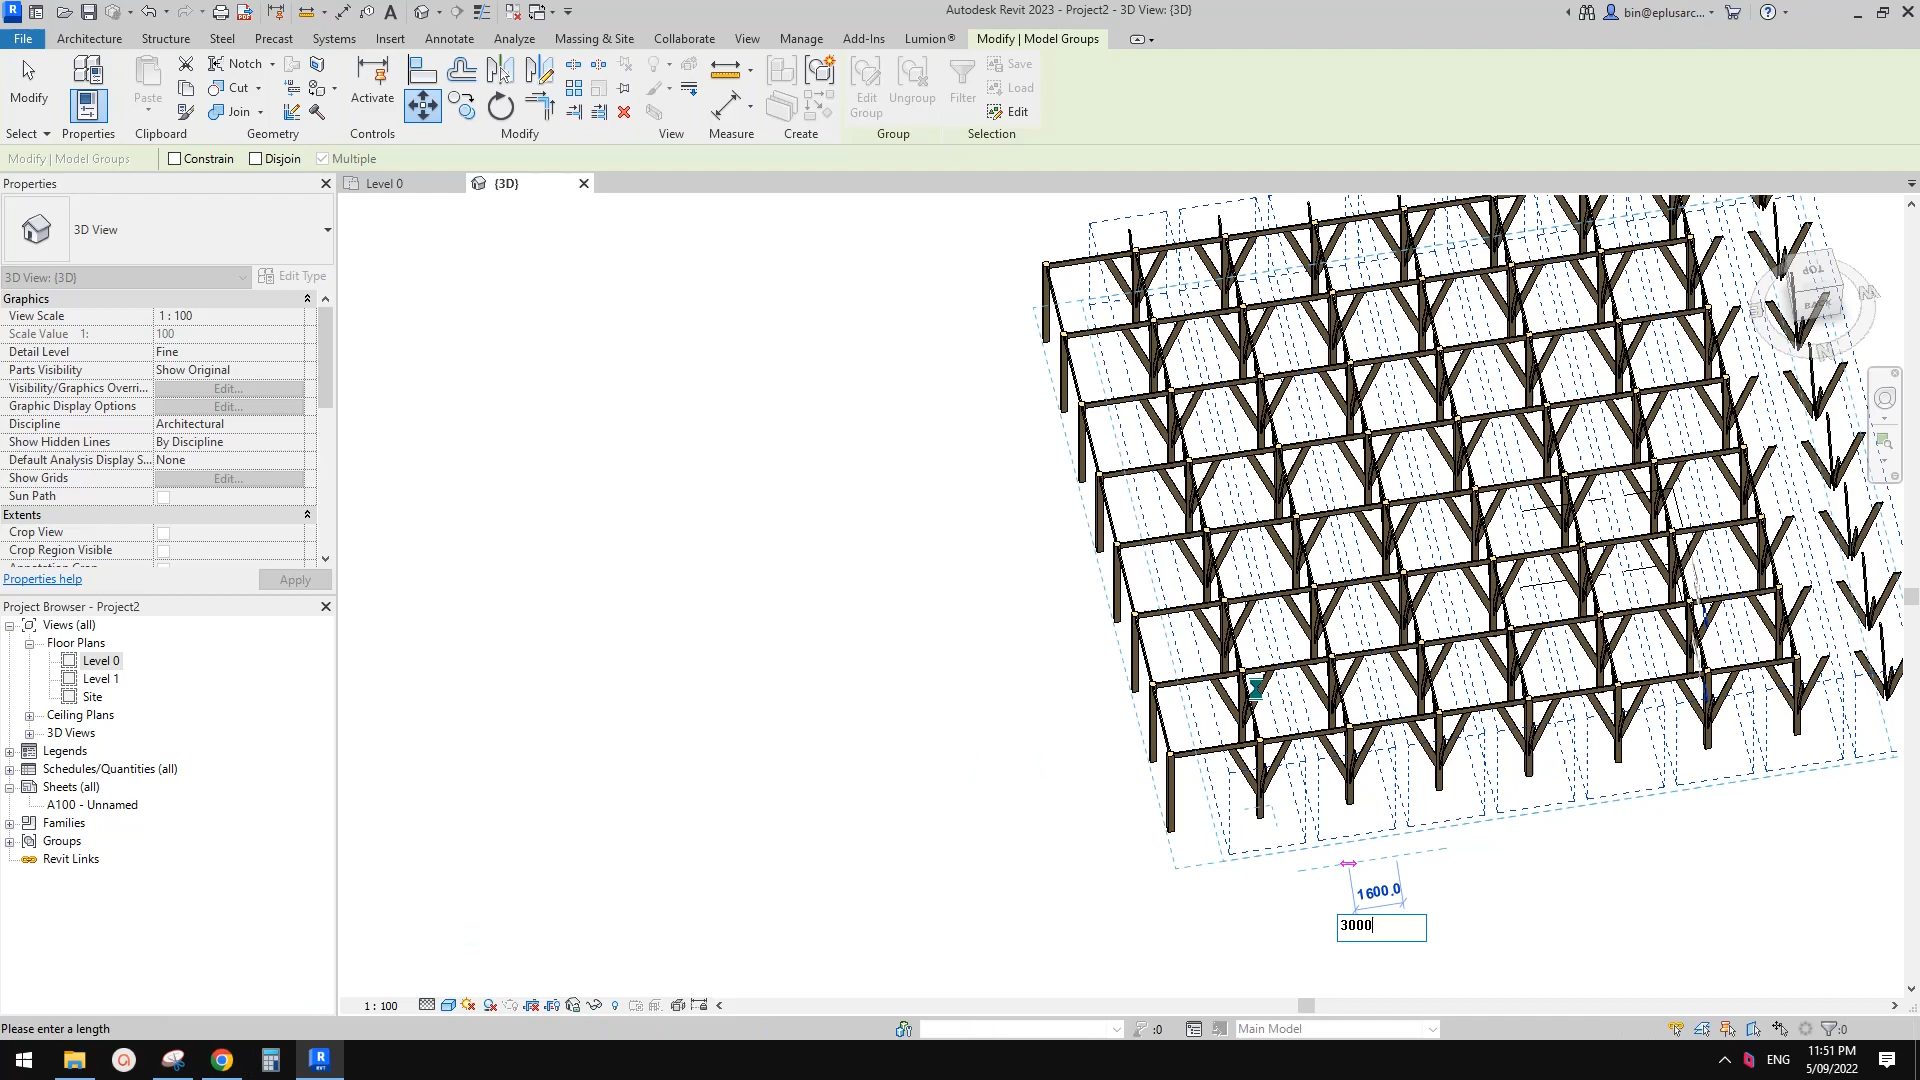 Autodesk Revit 2023 - Project2 - 3D View: {3D}
bin@eplusarc...
File Architecture Structure Steel Precast Systems Insert Annotate Analyze Massing & Site Collaborate View Manage Add-Ins Lumion® Modify | Model Groups
Modify
Paste
Notch
Cut
Join
Activate
Edit Group
Ungroup
Filter
Save
Load
Edit
Select Properties Clipboard Geometry Controls Modify View Measure Create Group Selection
Modify | Model Groups Constrain Disjoin Multiple
Properties
Level 0
{3D}
3D View
3D View: {3D}
Edit Type
Graphics
View Scale 1 : 100
Scale Value 1: 100
Detail Level Fine
Parts Visibility Show Original
Visibility/Graphics Overri... Edit...
Graphic Display Options Edit...
Discipline Architectural
Show Hidden Lines By Discipline
Default Analysis Display S... None
Show Grids Edit...
Sun Path
Extents
Crop View
Crop Region Visible
Properties help
Apply
Project Browser - Project2
Views (all)
Floor Plans
Level 0
Level 1
Site
Ceiling Plans
3D Views
Legends
Schedules/Quantities (all)
Sheets (all)
A100 - Unnamed
Families
Groups
Revit Links
TOP
1600.0
3000
1 : 100
Please enter a length
:0
Main Model
:0
ENG
11:51 PM
5/09/2022